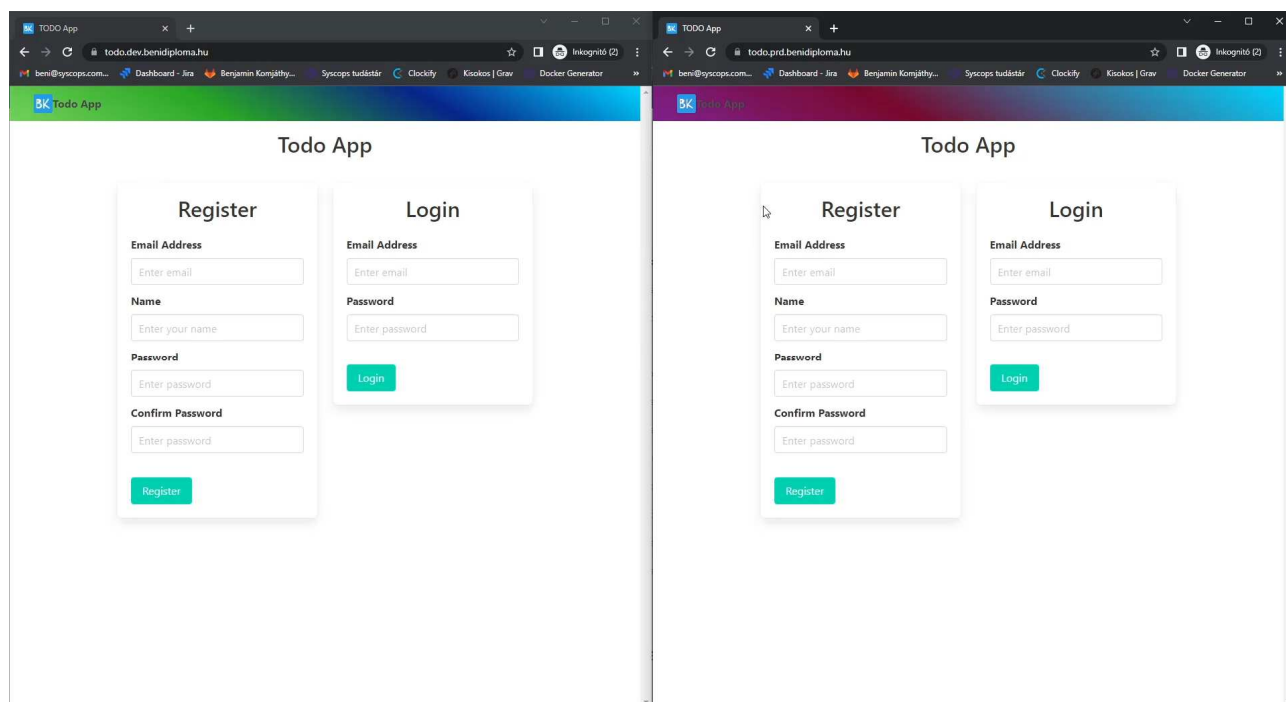 TODO App
todo.dev.benidiploma.hu
Inkognitó (2)
beni@syscops.com...
Dashboard - Jira
Benjamin Komjáthy...
Syscops tudástár
Clockify
Kisokos | Grav
Docker Generator
»
BK Todo App
Todo App
Register
Email Address
Enter email
Name
Enter your name
Password
Enter password
Confirm Password
Enter password
Register
Login
Email Address
Enter email
Password
Enter password
Login
TODO App
todo.prd.benidiploma.hu
Inkognitó (2)
beni@syscops.com...
Dashboard - Jira
Benjamin Komjáthy...
Syscops tudástár
Clockify
Kisokos | Grav
Docker Generator
»
BK Todo App
Todo App
Register
Email Address
Enter email
Name
Enter your name
Password
Enter password
Confirm Password
Enter password
Register
Login
Email Address
Enter email
Password
Enter password
Login